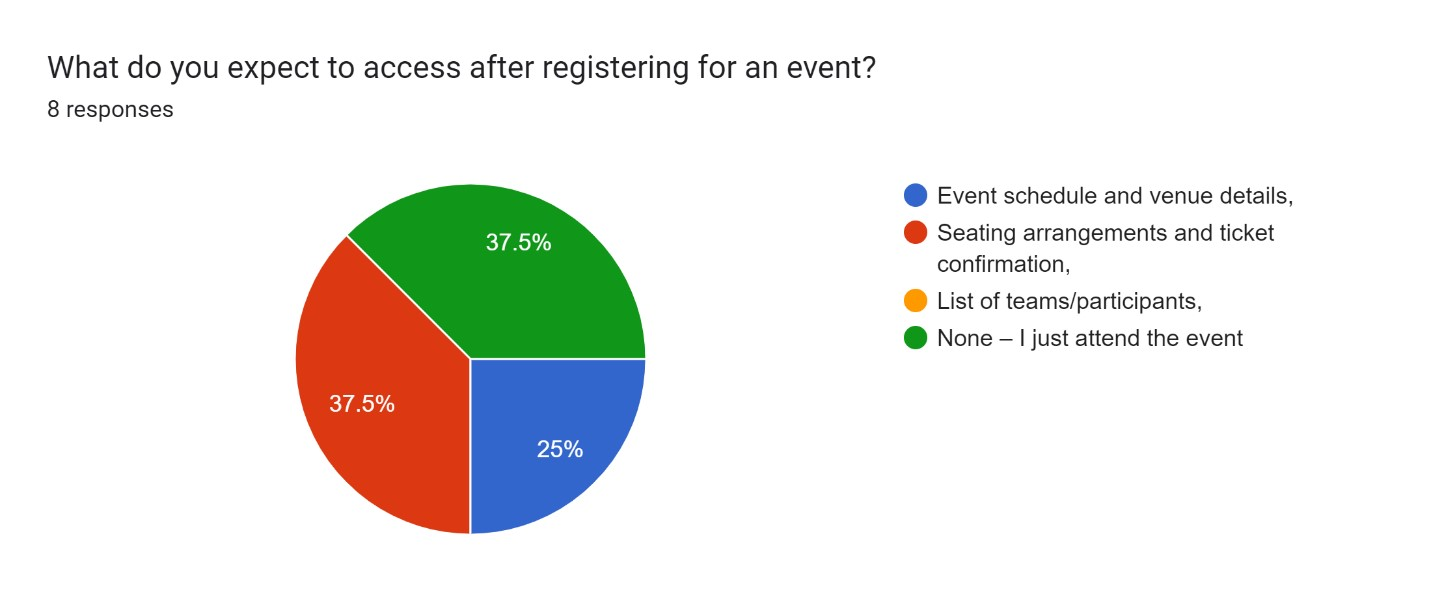 What do you expect to access after registering for an event?
8 responses
37.5%
37.5%
25%
Event schedule and venue details,
Seating arrangements and ticket
confirmation,
List of teams/participants,
None – I just attend the event